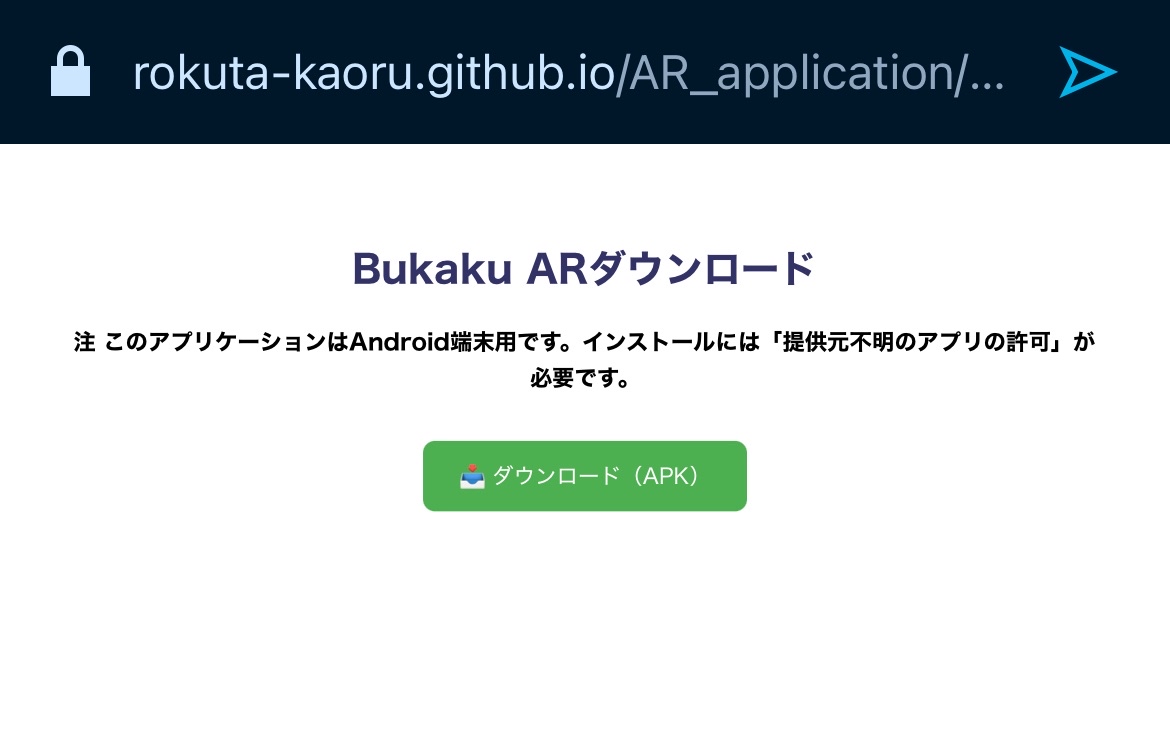 rokuta-kaoru.github.io/AR_application/...
Bukaku ARダウンロード
注 このアプリケーションはAndroid端末用です。インストールには「提供元不明のアプリの許可」が
必要です。
📥 ダウンロード（APK）